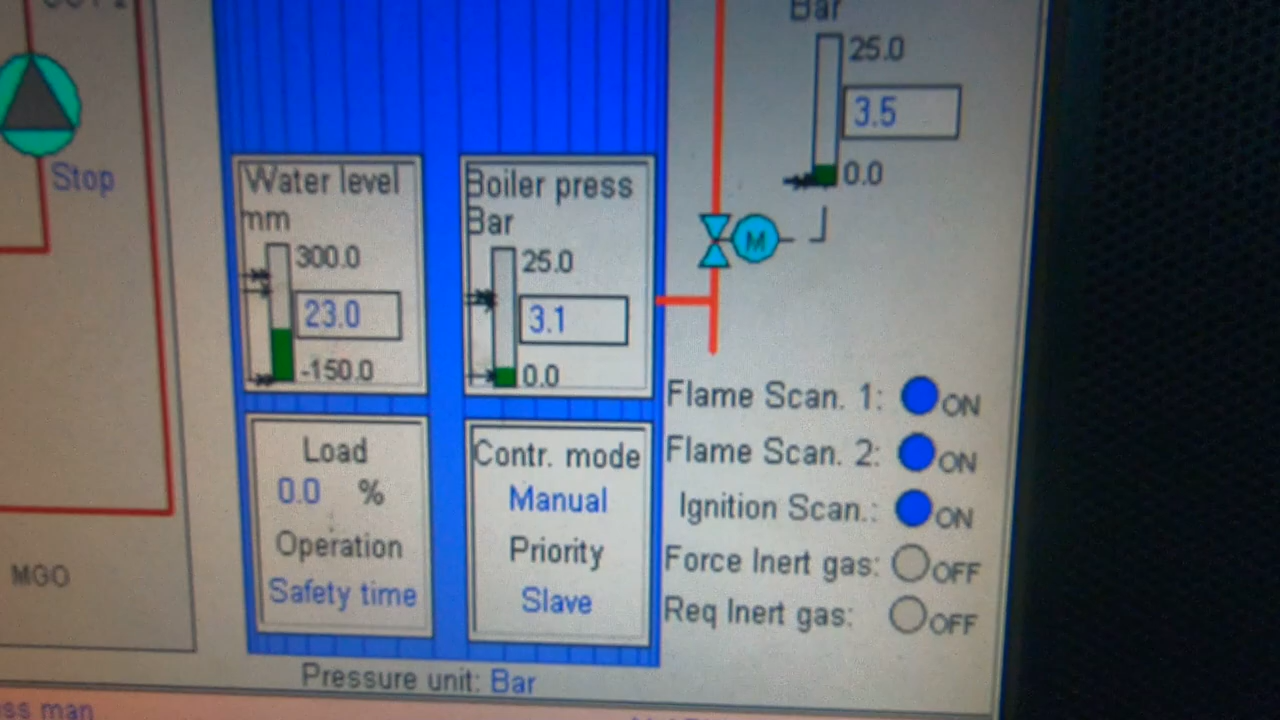 Bar
25.0
3.5
0.0
Stop
Water level
mm
300.0
23.0
-150.0
Boiler press
Bar
25.0
3.1
0.0
M
Flame Scan. 1: ON
Flame Scan. 2: ON
Ignition Scan.: ON
Force Inert gas: OFF
Req Inert gas: OFF
Load
0.0 %
Operation
Safety time
Contr. mode
Manual
Priority
Slave
MGO
Pressure unit: Bar
man